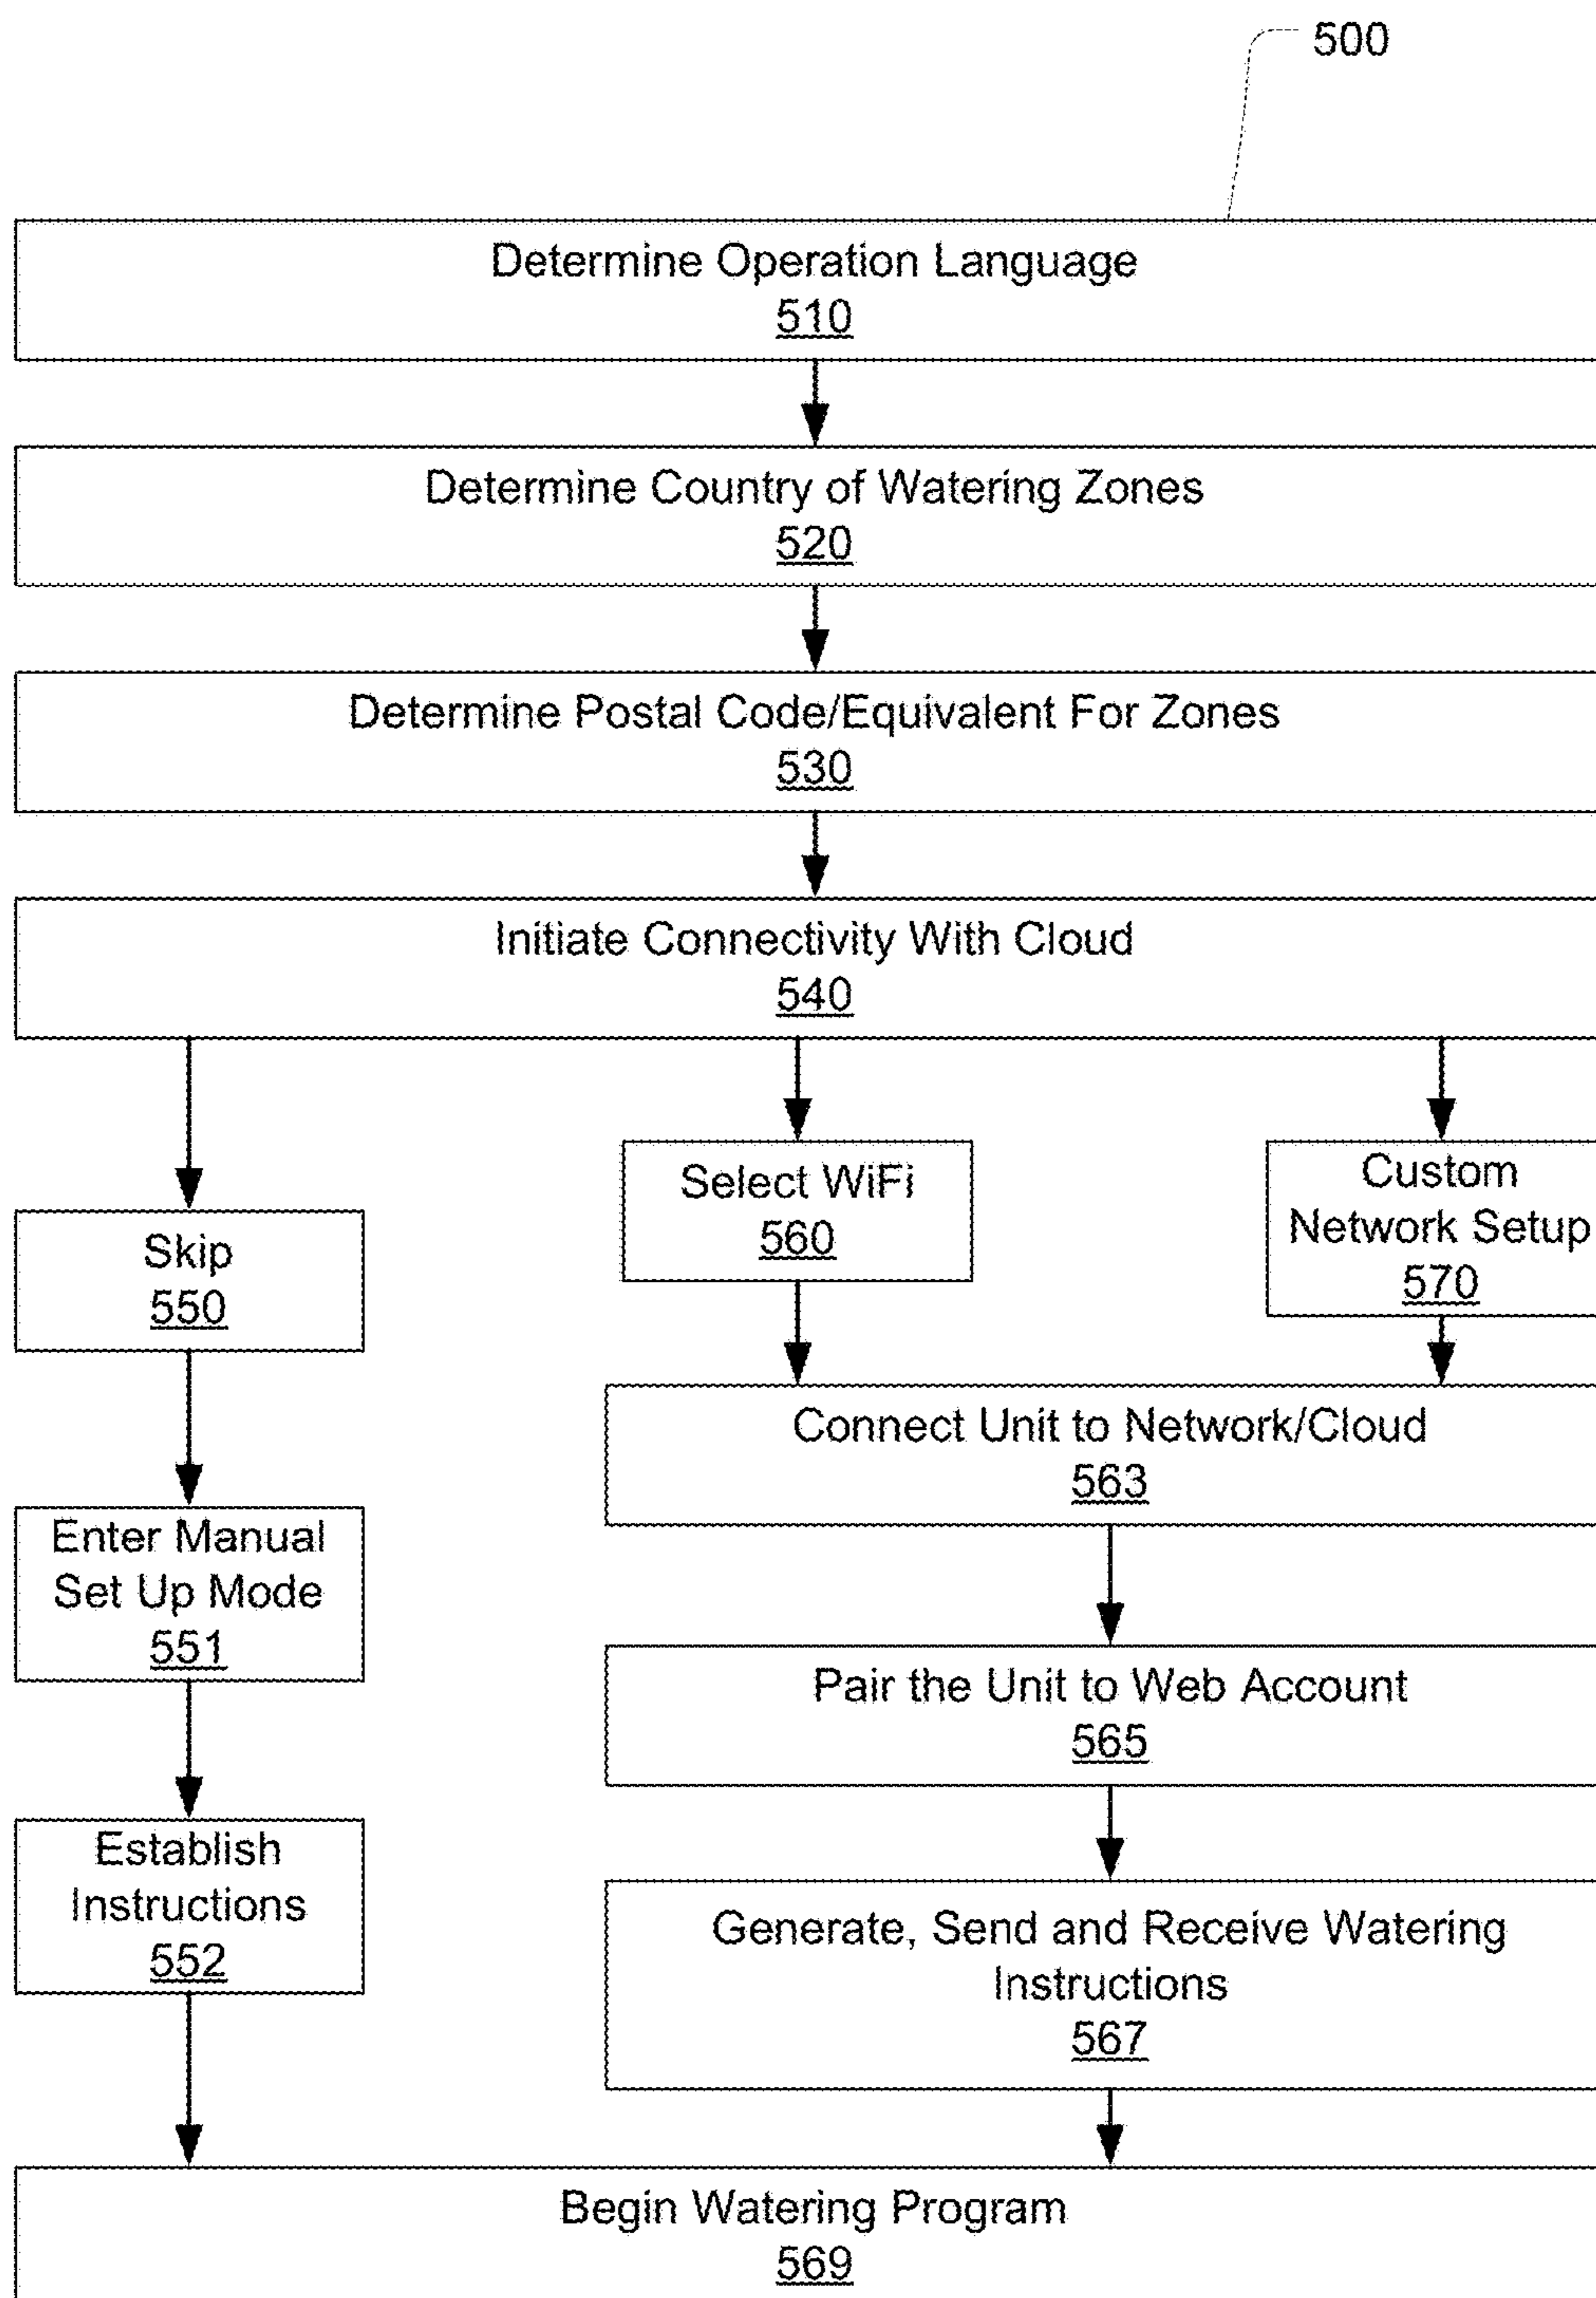 500
Determine Operation Language
510
Determine Country of Watering Zones
520
Determine Postal Code/Equivalent For Zones
530
Initiate Connectivity With Cloud
540
Skip
550
Select WiFi
560
Custom
Network Setup
570
Connect Unit to Network/Cloud
563
Enter Manual
Set Up Mode
551
Pair the Unit to Web Account
565
Establish
Instructions
552
Generate, Send and Receive Watering
Instructions
567
Begin Watering Program
569